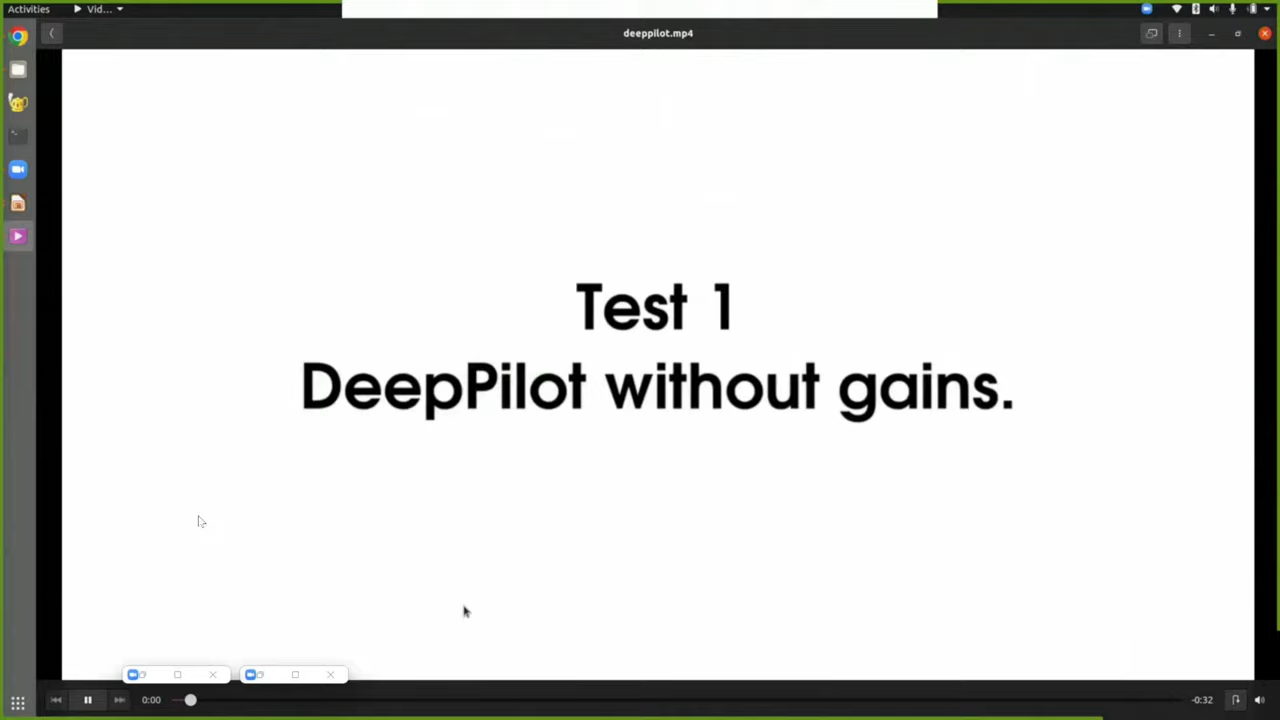 Activities
Vid...
deeppilot.mp4
Test 1
DeepPilot without gains.
0:00
-0:32